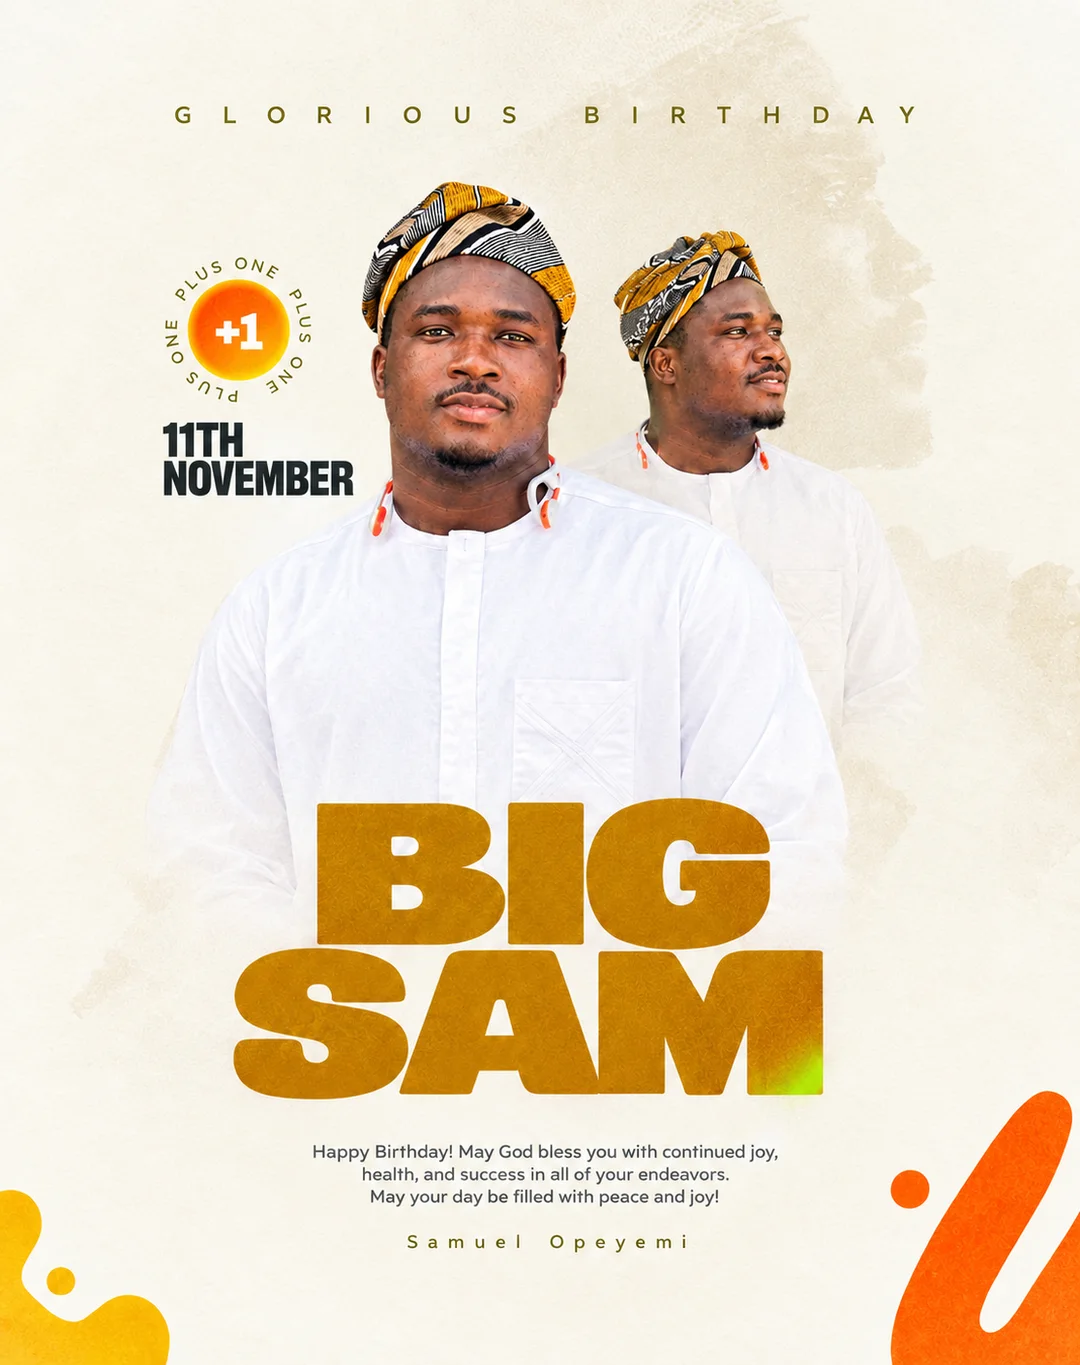 GLORIOUS BIRTHDAY
PLUS ONE PLUS ONE PLUS ONE
+1
11TH
NOVEMBER
BIG
SAM
Happy Birthday! May God bless you with continued joy,
health, and success in all of your endeavors.
May your day be filled with peace and joy!
Samuel Opeyemi